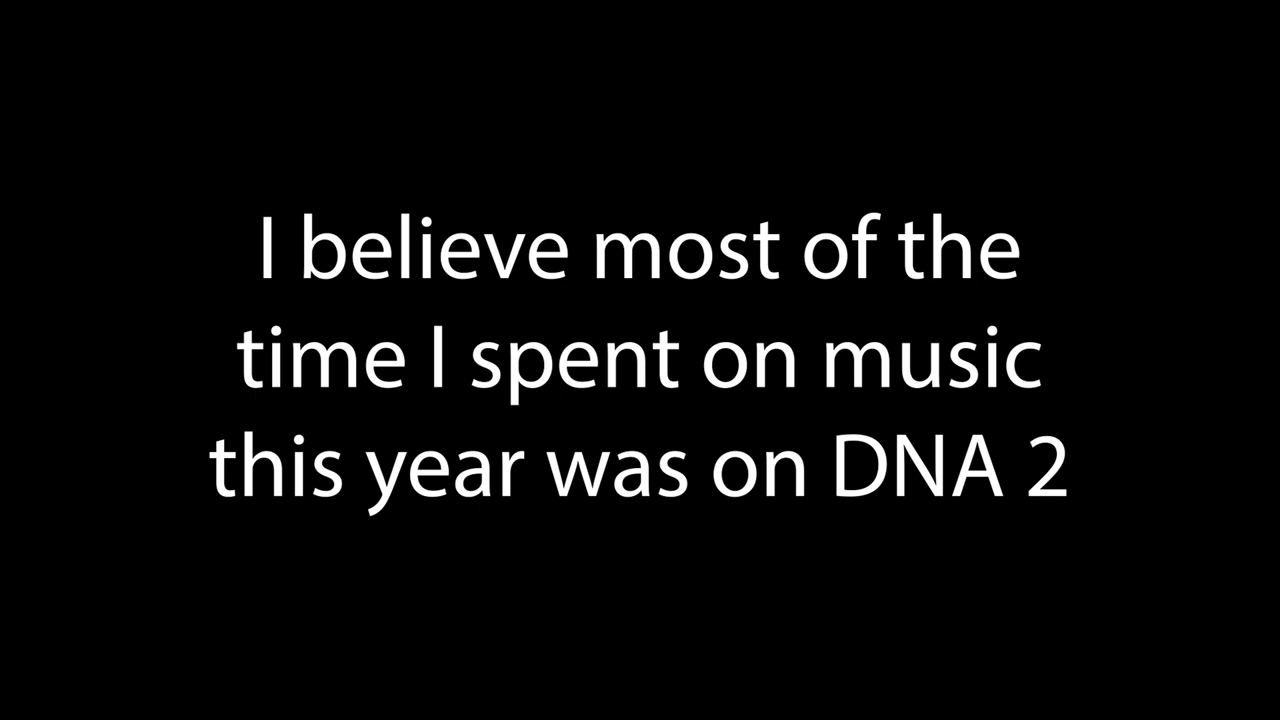 I believe most of the
time I spent on music
this year was on DNA 2